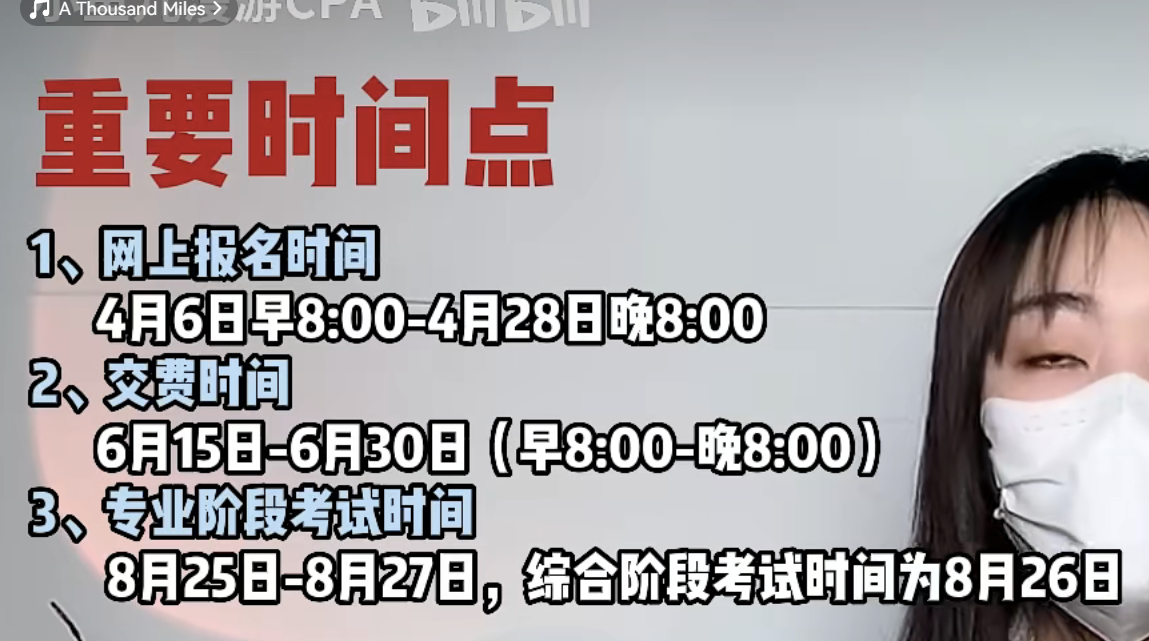 A Thousand Miles >
漫游CPA
bilibili
重要时间点
1、网上报名时间
4月6日早8:00-4月28日晚8:00
2、交费时间
6月15日-6月30日（早8:00-晚8:00）
3、专业阶段考试时间
8月25日-8月27日，综合阶段考试时间为8月26日